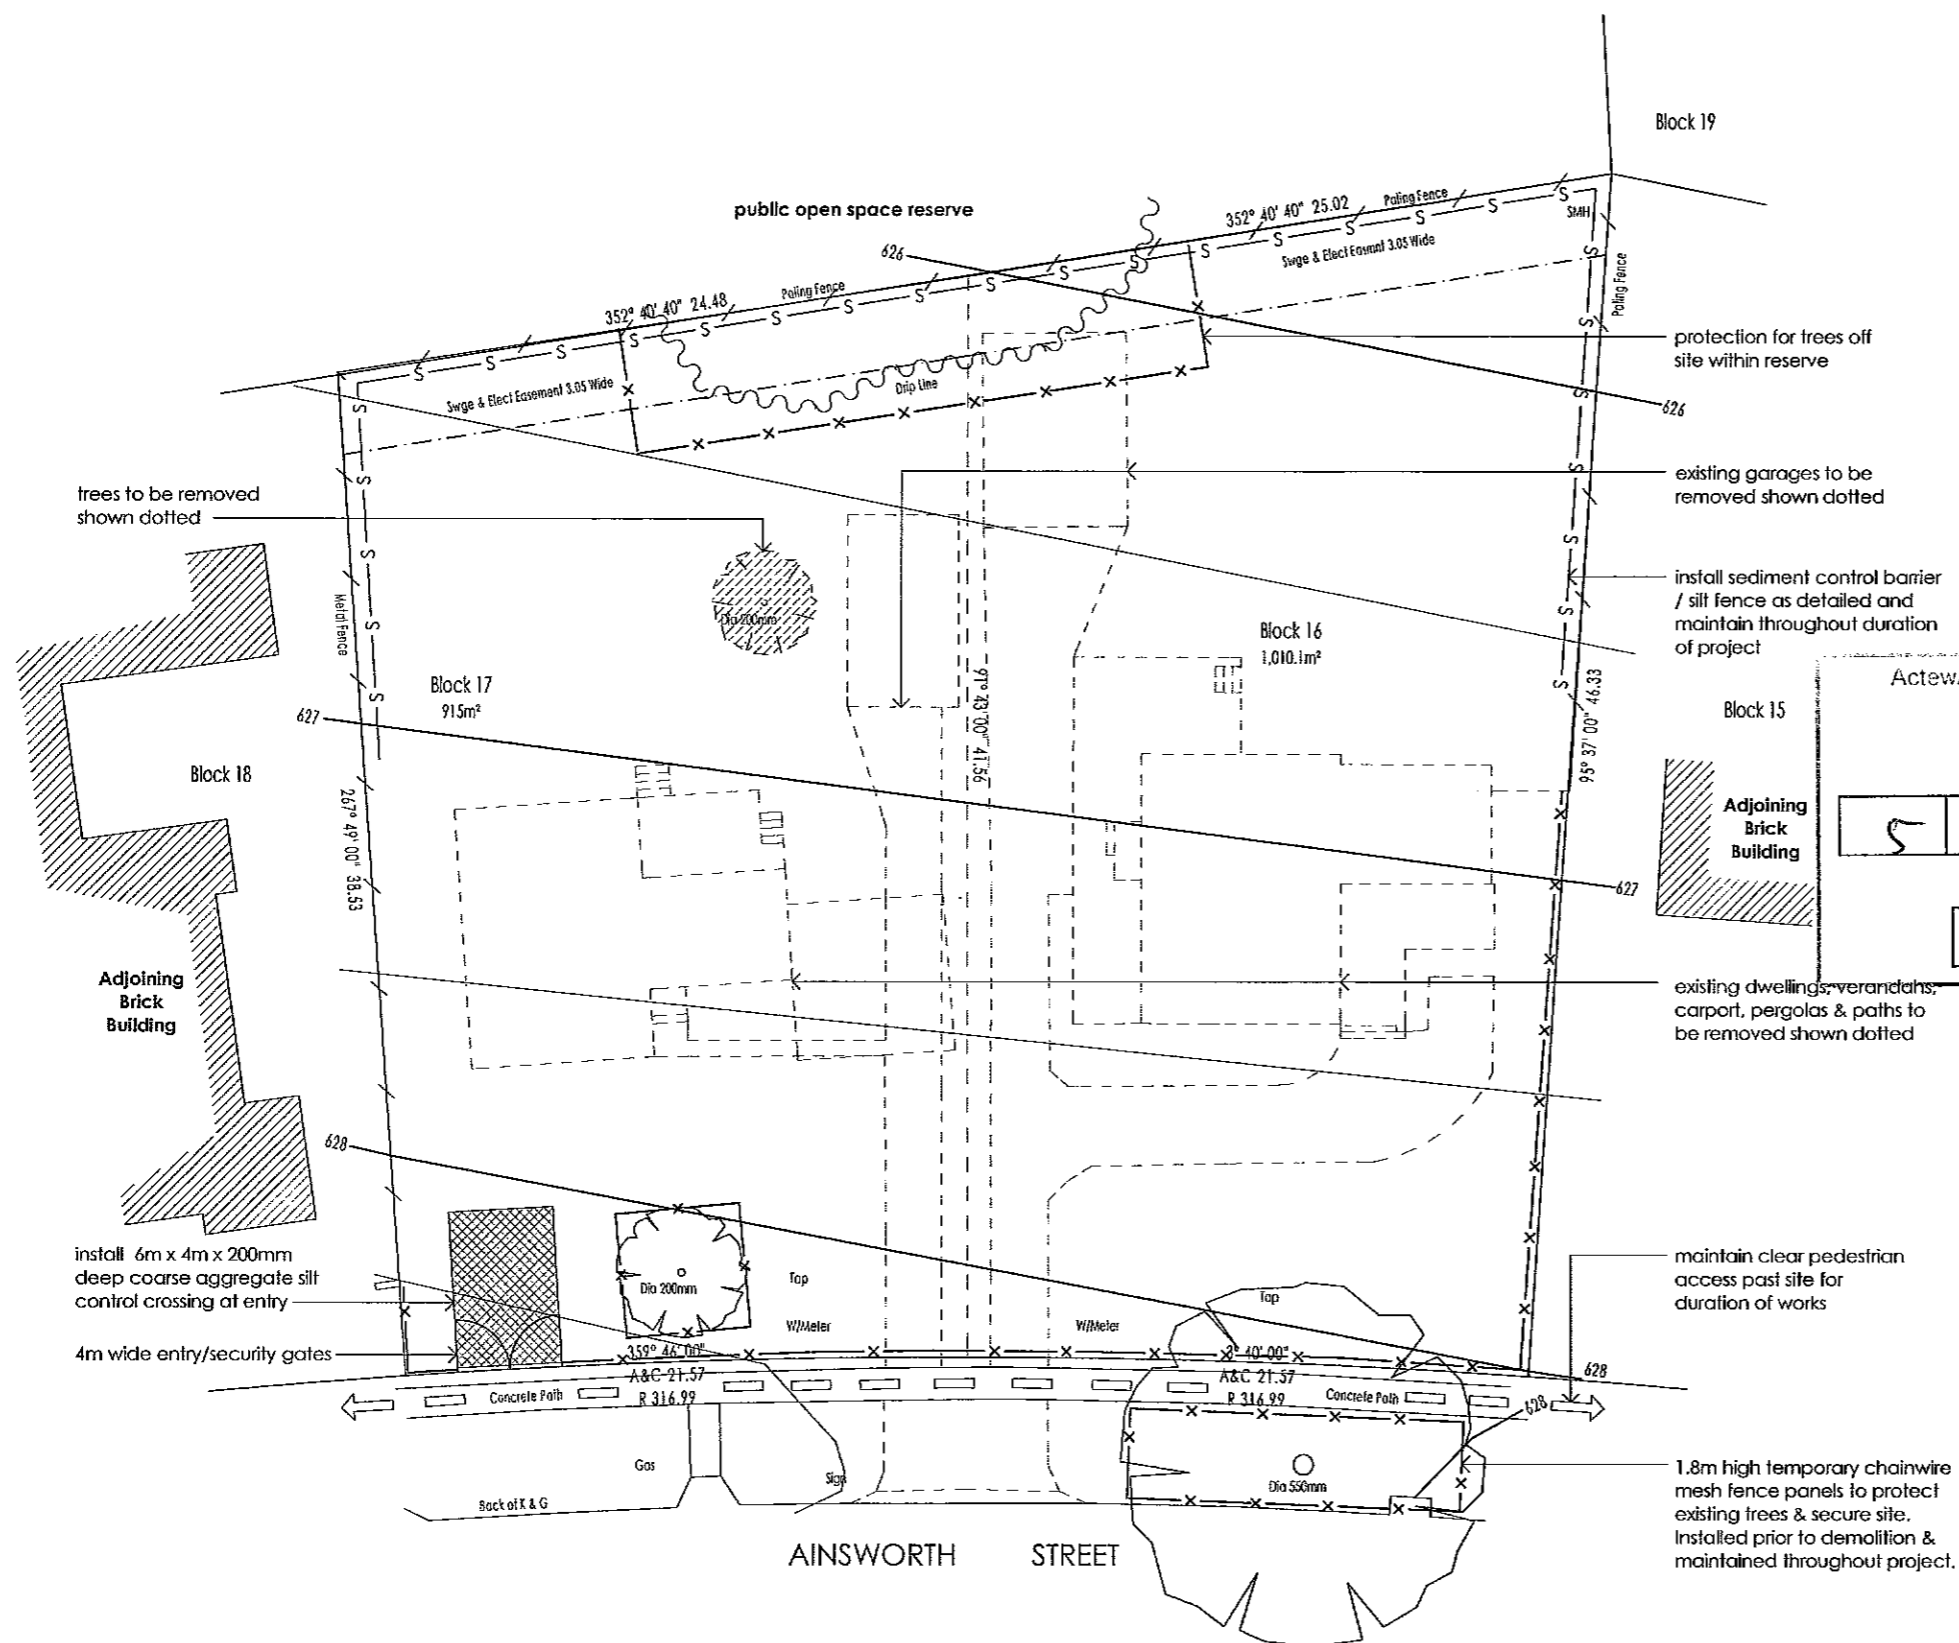 Block 19
public open space reserve
352° 40' 40" 25.02
Paling Fence
SMH
626
Swge & Elect Easmnt 3.05 Wide
Paling Fence
352° 40' 40" 24.48
Paling Fence
protection for trees off
site within reserve
Drip Line
Swge & Elect Easement 3.05 Wide
626
trees to be removed
shown dotted
existing garages to be
removed shown dotted
install sediment control barrier
/ silt fence as detailed and
maintain throughout duration
of project
Metal Fence
Dia 200mm
Block 16
1,010.1m²
Block 17
915m²
91° 43' 00" 41.56
95° 37' 00" 46.33
Block 15
627
Block 18
267° 49' 00" 38.53
Adjoining
Brick
Building
627
Adjoining
Brick
Building
existing dwellings, verandahs,
carport, pergolas & paths to
be removed shown dotted
628
install 6m x 4m x 200mm
deep coarse aggregate silt
control crossing at entry
4m wide entry/security gates
Dia 200mm
Tap
W/Meter
W/Meter
Tap
maintain clear pedestrian
access past site for
duration of works
359° 46' 00"
A&C 21.57
R 316.99
Concrete Path
3° 40' 00"
A&C 21.57
R 316.99
Concrete Path
628
628
Gas
Sign
Back of K & G
Dia 550mm
1.8m high temporary chainwire
mesh fence panels to protect
existing trees & secure site.
Installed prior to demolition &
maintained throughout project.
AINSWORTH STREET